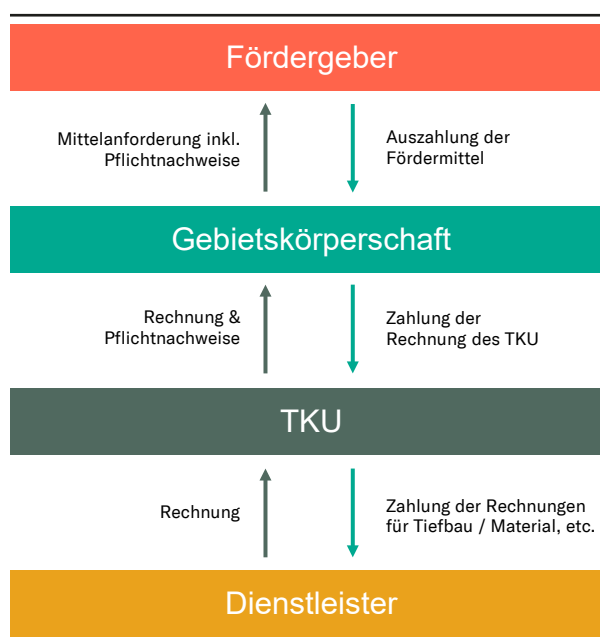 Fördergeber
Mittelanforderung inkl.
Pflichtnachweise
Auszahlung der
Fördermittel
Gebietskörperschaft
Rechnung &
Pflichtnachweise
Zahlung der
Rechnung des TKU
TKU
Rechnung
Zahlung der Rechnungen
für Tiefbau / Material, etc.
Dienstleister